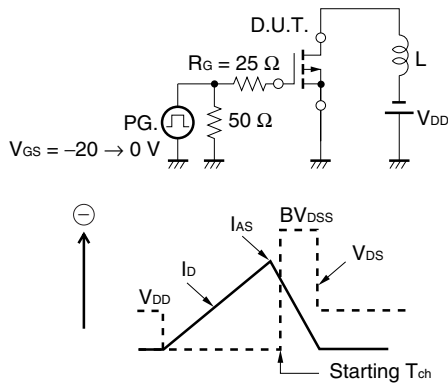 D.U.T.
RG = 25 Ω
L
PG.
50 Ω
VDD
VGS = −20 → 0 V
⊖
IAS
BVDSS
ID
VDS
VDD
Starting Tch